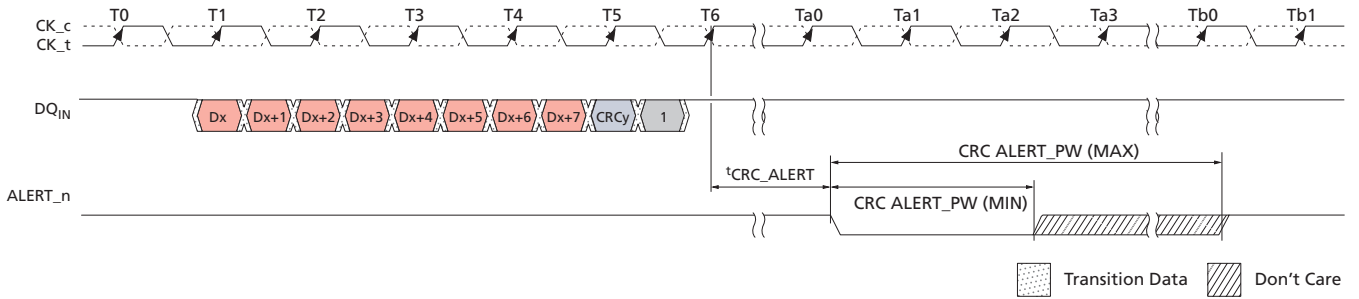 T0 T1 T2 T3 T4 T5 T6 Ta0 Ta1 Ta2 Ta3 Tb0 Tb1
CK_c
CK_t
DQIN
Dx Dx+1 Dx+2 Dx+3 Dx+4 Dx+5 Dx+6 Dx+7 CRCy 1
CRC ALERT_PW (MAX)
tCRC_ALERT
CRC ALERT_PW (MIN)
ALERT_n
Transition Data Don't Care